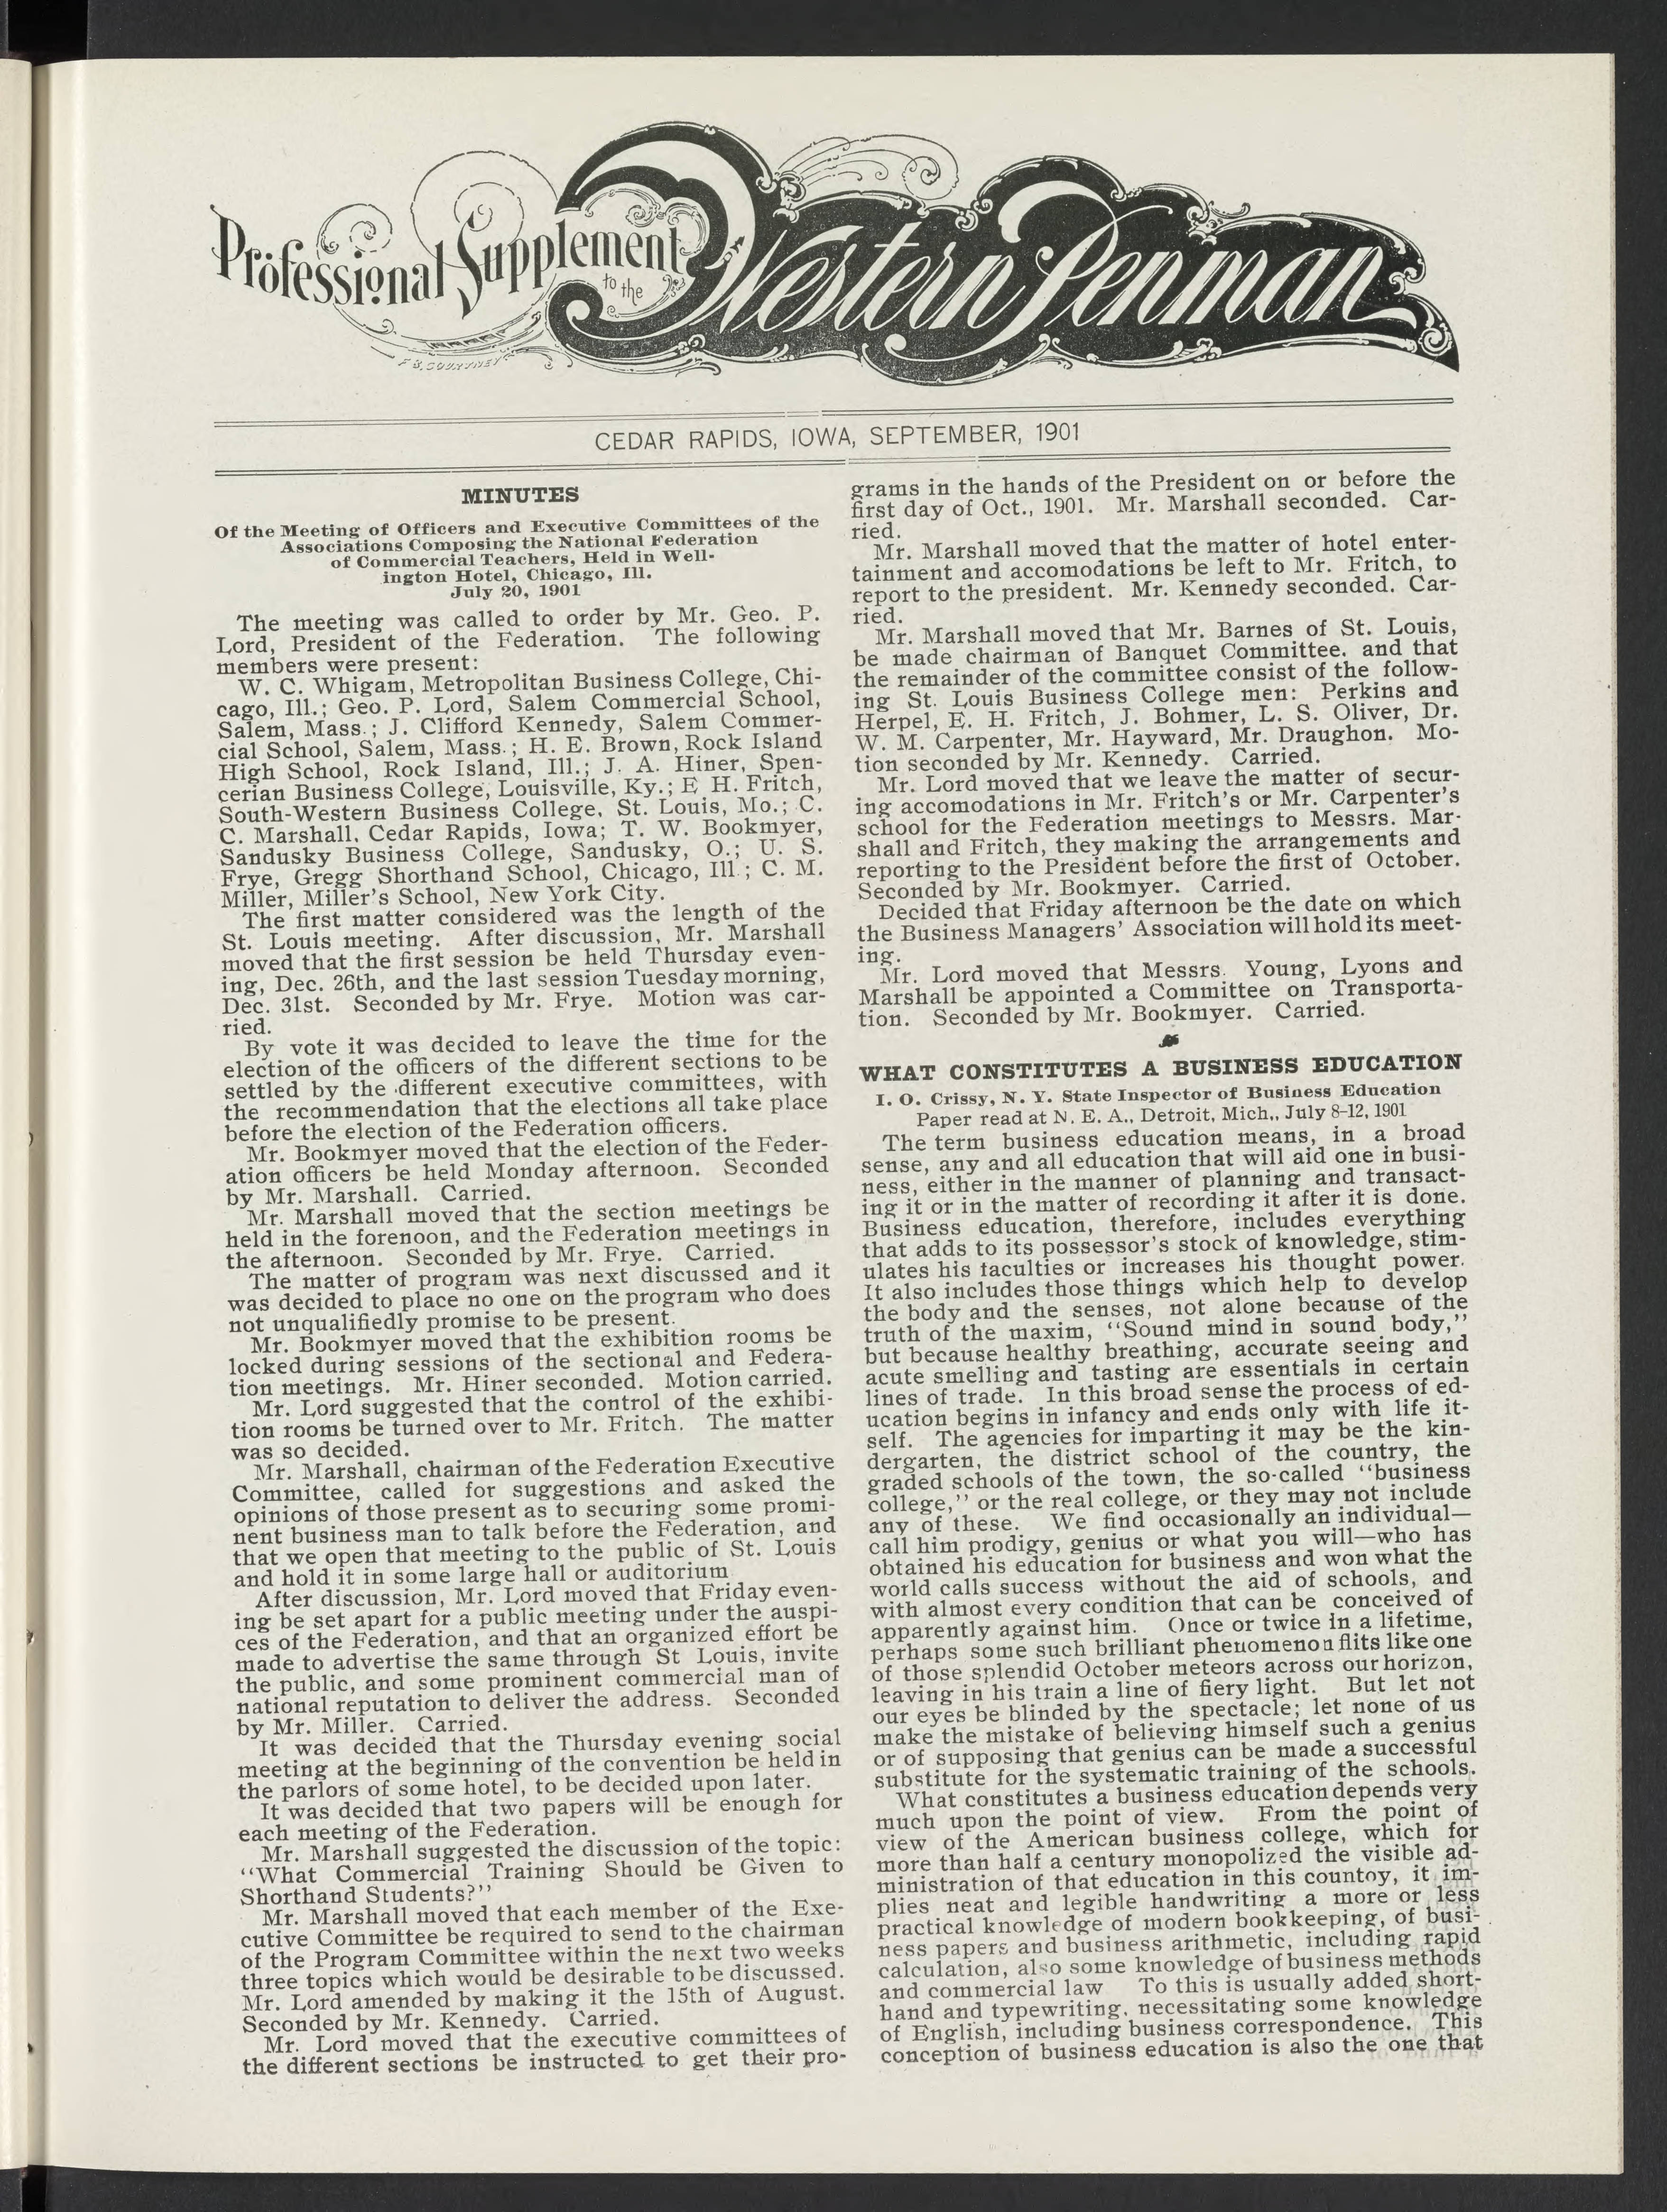 Professional Supplement
to the
Western Penman
F. B. COURTNEY
CEDAR RAPIDS, IOWA, SEPTEMBER, 1901
MINUTES
Of the Meeting of Officers and Executive Committees of the
Associations Composing the National Federation
of Commercial Teachers, Held in Well-
ington Hotel, Chicago, Ill.
July 20, 1901
The meeting was called to order by Mr. Geo. P.
Lord, President of the Federation. The following
members were present:
W. C. Whigam, Metropolitan Business College, Chi-
cago, Ill.; Geo. P. Lord, Salem Commercial School,
Salem, Mass.; J. Clifford Kennedy, Salem Commer-
cial School, Salem, Mass.; H. E. Brown, Rock Island
High School, Rock Island, Ill.; J. A. Hiner, Spen-
cerian Business College, Louisville, Ky.; E H. Fritch,
South-Western Business College, St. Louis, Mo.; C.
C. Marshall, Cedar Rapids, Iowa; T. W. Bookmyer,
Sandusky Business College, Sandusky, O.; U. S.
Frye, Gregg Shorthand School, Chicago, Ill.; C. M.
Miller, Miller's School, New York City.
The first matter considered was the length of the
St. Louis meeting. After discussion, Mr. Marshall
moved that the first session be held Thursday even-
ing, Dec. 26th, and the last session Tuesday morning,
Dec. 31st. Seconded by Mr. Frye. Motion was car-
ried.
By vote it was decided to leave the time for the
election of the officers of the different sections to be
settled by the different executive committees, with
the recommendation that the elections all take place
before the election of the Federation officers.
Mr. Bookmyer moved that the election of the Feder-
ation officers be held Monday afternoon. Seconded
by Mr. Marshall. Carried.
Mr. Marshall moved that the section meetings be
held in the forenoon, and the Federation meetings in
the afternoon. Seconded by Mr. Frye. Carried.
The matter of program was next discussed and it
was decided to place no one on the program who does
not unqualifiedly promise to be present.
Mr. Bookmyer moved that the exhibition rooms be
locked during sessions of the sectional and Federa-
tion meetings. Mr. Hiner seconded. Motion carried.
Mr. Lord suggested that the control of the exhibi-
tion rooms be turned over to Mr. Fritch. The matter
was so decided.
Mr. Marshall, chairman of the Federation Executive
Committee, called for suggestions and asked the
opinions of those present as to securing some promi-
nent business man to talk before the Federation, and
that we open that meeting to the public of St. Louis
and hold it in some large hall or auditorium
After discussion, Mr. Lord moved that Friday even-
ing be set apart for a public meeting under the auspi-
ces of the Federation, and that an organized effort be
made to advertise the same through St Louis, invite
the public, and some prominent commercial man of
national reputation to deliver the address. Seconded
by Mr. Miller. Carried.
It was decided that the Thursday evening social
meeting at the beginning of the convention be held in
the parlors of some hotel, to be decided upon later.
It was decided that two papers will be enough for
each meeting of the Federation.
Mr. Marshall suggested the discussion of the topic:
"What Commercial Training Should be Given to
Shorthand Students?"
Mr. Marshall moved that each member of the Exe-
cutive Committee be required to send to the chairman
of the Program Committee within the next two weeks
three topics which would be desirable to be discussed.
Mr. Lord amended by making it the 15th of August.
Seconded by Mr. Kennedy. Carried.
Mr. Lord moved that the executive committees of
the different sections be instructed to get their pro-
grams in the hands of the President on or before the
first day of Oct., 1901. Mr. Marshall seconded. Car-
ried.
Mr. Marshall moved that the matter of hotel enter-
tainment and accomodations be left to Mr. Fritch, to
report to the president. Mr. Kennedy seconded. Car-
ried.
Mr. Marshall moved that Mr. Barnes of St. Louis,
be made chairman of Banquet Committee. and that
the remainder of the committee consist of the follow-
ing St. Louis Business College men: Perkins and
Herpel, E. H. Fritch, J. Bohmer, L. S. Oliver, Dr.
W. M. Carpenter, Mr. Hayward, Mr. Draughon. Mo-
tion seconded by Mr. Kennedy. Carried.
Mr. Lord moved that we leave the matter of secur-
ing accomodations in Mr. Fritch's or Mr. Carpenter's
school for the Federation meetings to Messrs. Mar-
shall and Fritch, they making the arrangements and
reporting to the President before the first of October.
Seconded by Mr. Bookmyer. Carried.
Decided that Friday afternoon be the date on which
the Business Managers' Association will hold its meet-
ing.
Mr. Lord moved that Messrs. Young, Lyons and
Marshall be appointed a Committee on Transporta-
tion. Seconded by Mr. Bookmyer. Carried.
WHAT CONSTITUTES A BUSINESS EDUCATION
I. O. Crissy, N. Y. State Inspector of Business Education
Paper read at N. E. A., Detroit, Mich., July 8-12, 1901
The term business education means, in a broad
sense, any and all education that will aid one in busi-
ness, either in the manner of planning and transact-
ing it or in the matter of recording it after it is done.
Business education, therefore, includes everything
that adds to its possessor's stock of knowledge, stim-
ulates his faculties or increases his thought power.
It also includes those things which help to develop
the body and the senses, not alone because of the
truth of the maxim, "Sound mind in sound body,"
but because healthy breathing, accurate seeing and
acute smelling and tasting are essentials in certain
lines of trade. In this broad sense the process of ed-
ucation begins in infancy and ends only with life it-
self. The agencies for imparting it may be the kin-
dergarten, the district school of the country, the
graded schools of the town, the so-called "business
college," or the real college, or they may not include
any of these. We find occasionally an individual—
call him prodigy, genius or what you will—who has
obtained his education for business and won what the
world calls success without the aid of schools, and
with almost every condition that can be conceived of
apparently against him. Once or twice in a lifetime,
perhaps some such brilliant phenomenon flits like one
of those splendid October meteors across our horizon,
leaving in his train a line of fiery light. But let not
our eyes be blinded by the spectacle; let none of us
make the mistake of believing himself such a genius
or of supposing that genius can be made a successful
substitute for the systematic training of the schools.
What constitutes a business education depends very
much upon the point of view. From the point of
view of the American business college, which for
more than half a century monopolized the visible ad-
ministration of that education in this countoy, it im-
plies neat and legible handwriting a more or less
practical knowledge of modern bookkeeping, of busi-
ness papers and business arithmetic, including rapid
calculation, also some knowledge of business methods
and commercial law To this is usually added short-
hand and typewriting, necessitating some knowledge
of English, including business correspondence. This
conception of business education is also the one that